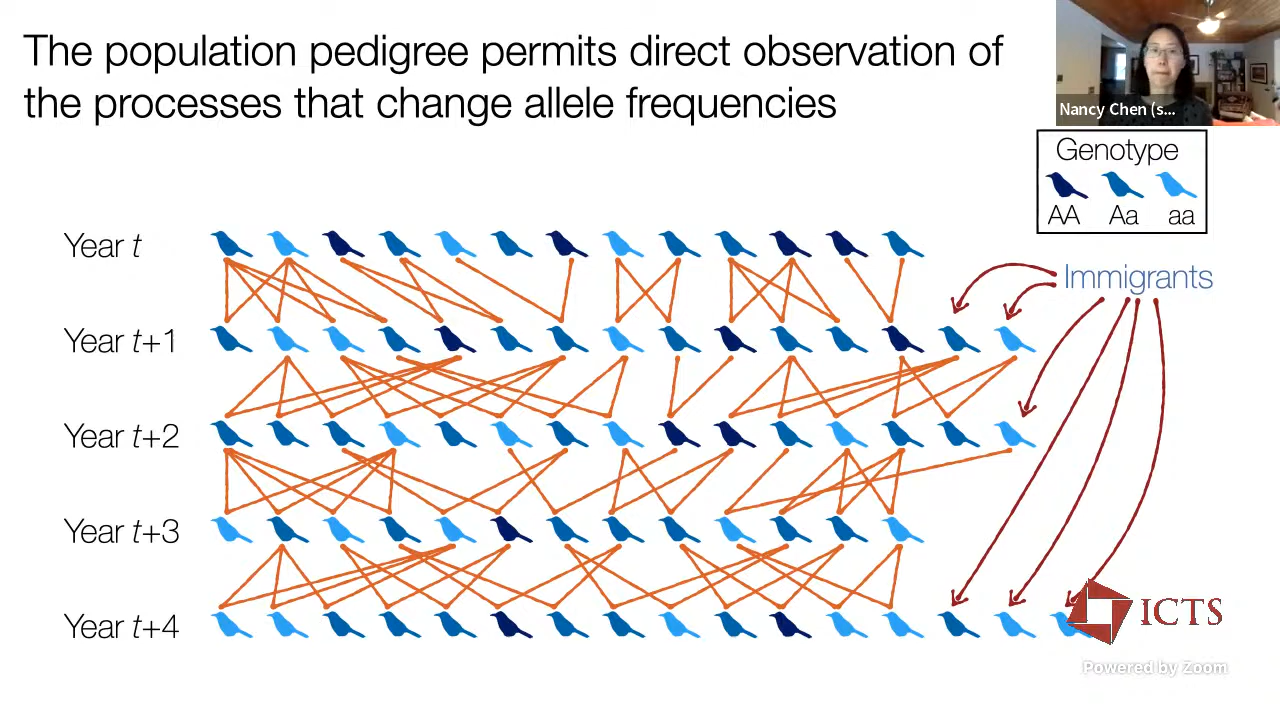 The population pedigree permits direct observation of
the processes that change allele frequencies
Nancy Chen (s...
Genotype
AA Aa aa
Year t
Immigrants
Year t+1
Year t+2
Year t+3
Year t+4
ICTS
Powered by Zoom